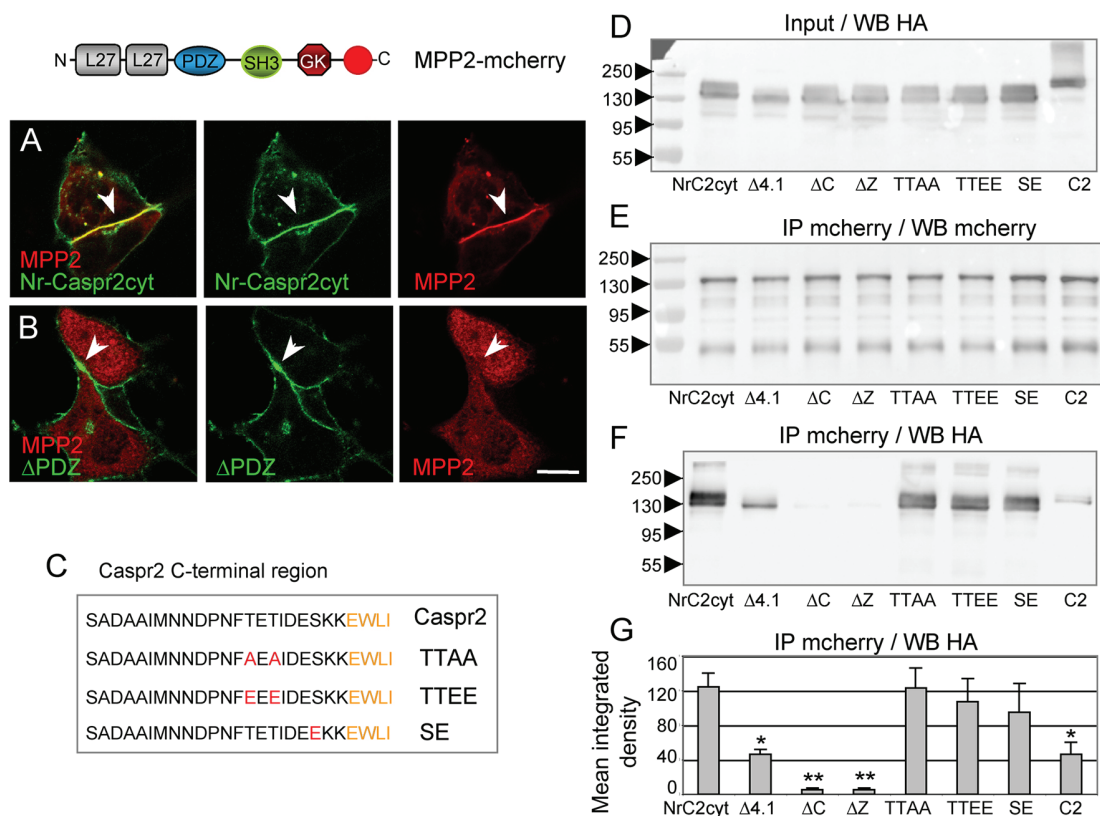 N L27 L27 PDZ SH3 GK C MPP2-mcherry
A
MPP2
Nr-Caspr2cyt
Nr-Caspr2cyt
MPP2
B
MPP2
ΔPDZ
ΔPDZ
MPP2
C Caspr2 C-terminal region
SADAAIMNNDPNFTETIDESKKEWLI Caspr2
SADAAIMNNDPNFAEAIDESKKEWLI TTAA
SADAAIMNNDPNFEEEIDESKKEWLI TTEE
SADAAIMNNDPNFTETIDEEKKEWLI SE
D Input / WB HA
250
130
95
55
NrC2cyt Δ4.1 ΔC ΔZ TTAA TTEE SE C2
E IP mcherry / WB mcherry
250
130
95
55
NrC2cyt Δ4.1 ΔC ΔZ TTAA TTEE SE C2
F IP mcherry / WB HA
250
130
95
55
NrC2cyt Δ4.1 ΔC ΔZ TTAA TTEE SE C2
G IP mcherry / WB HA
Mean integrated
density
160
120
80
40
0
* ** ** *
NrC2cyt Δ4.1 ΔC ΔZ TTAA TTEE SE C2